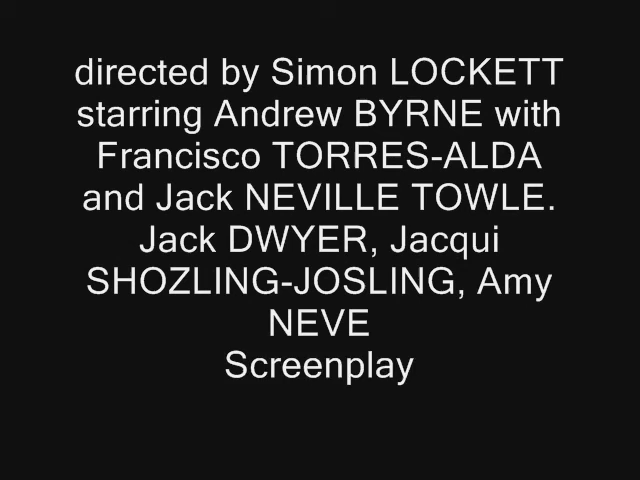 directed by Simon LOCKETT
starring Andrew BYRNE with
Francisco TORRES-ALDA
and Jack NEVILLE TOWLE.
Jack DWYER, Jacqui
SHOZLING-JOSLING, Amy
NEVE
Screenplay